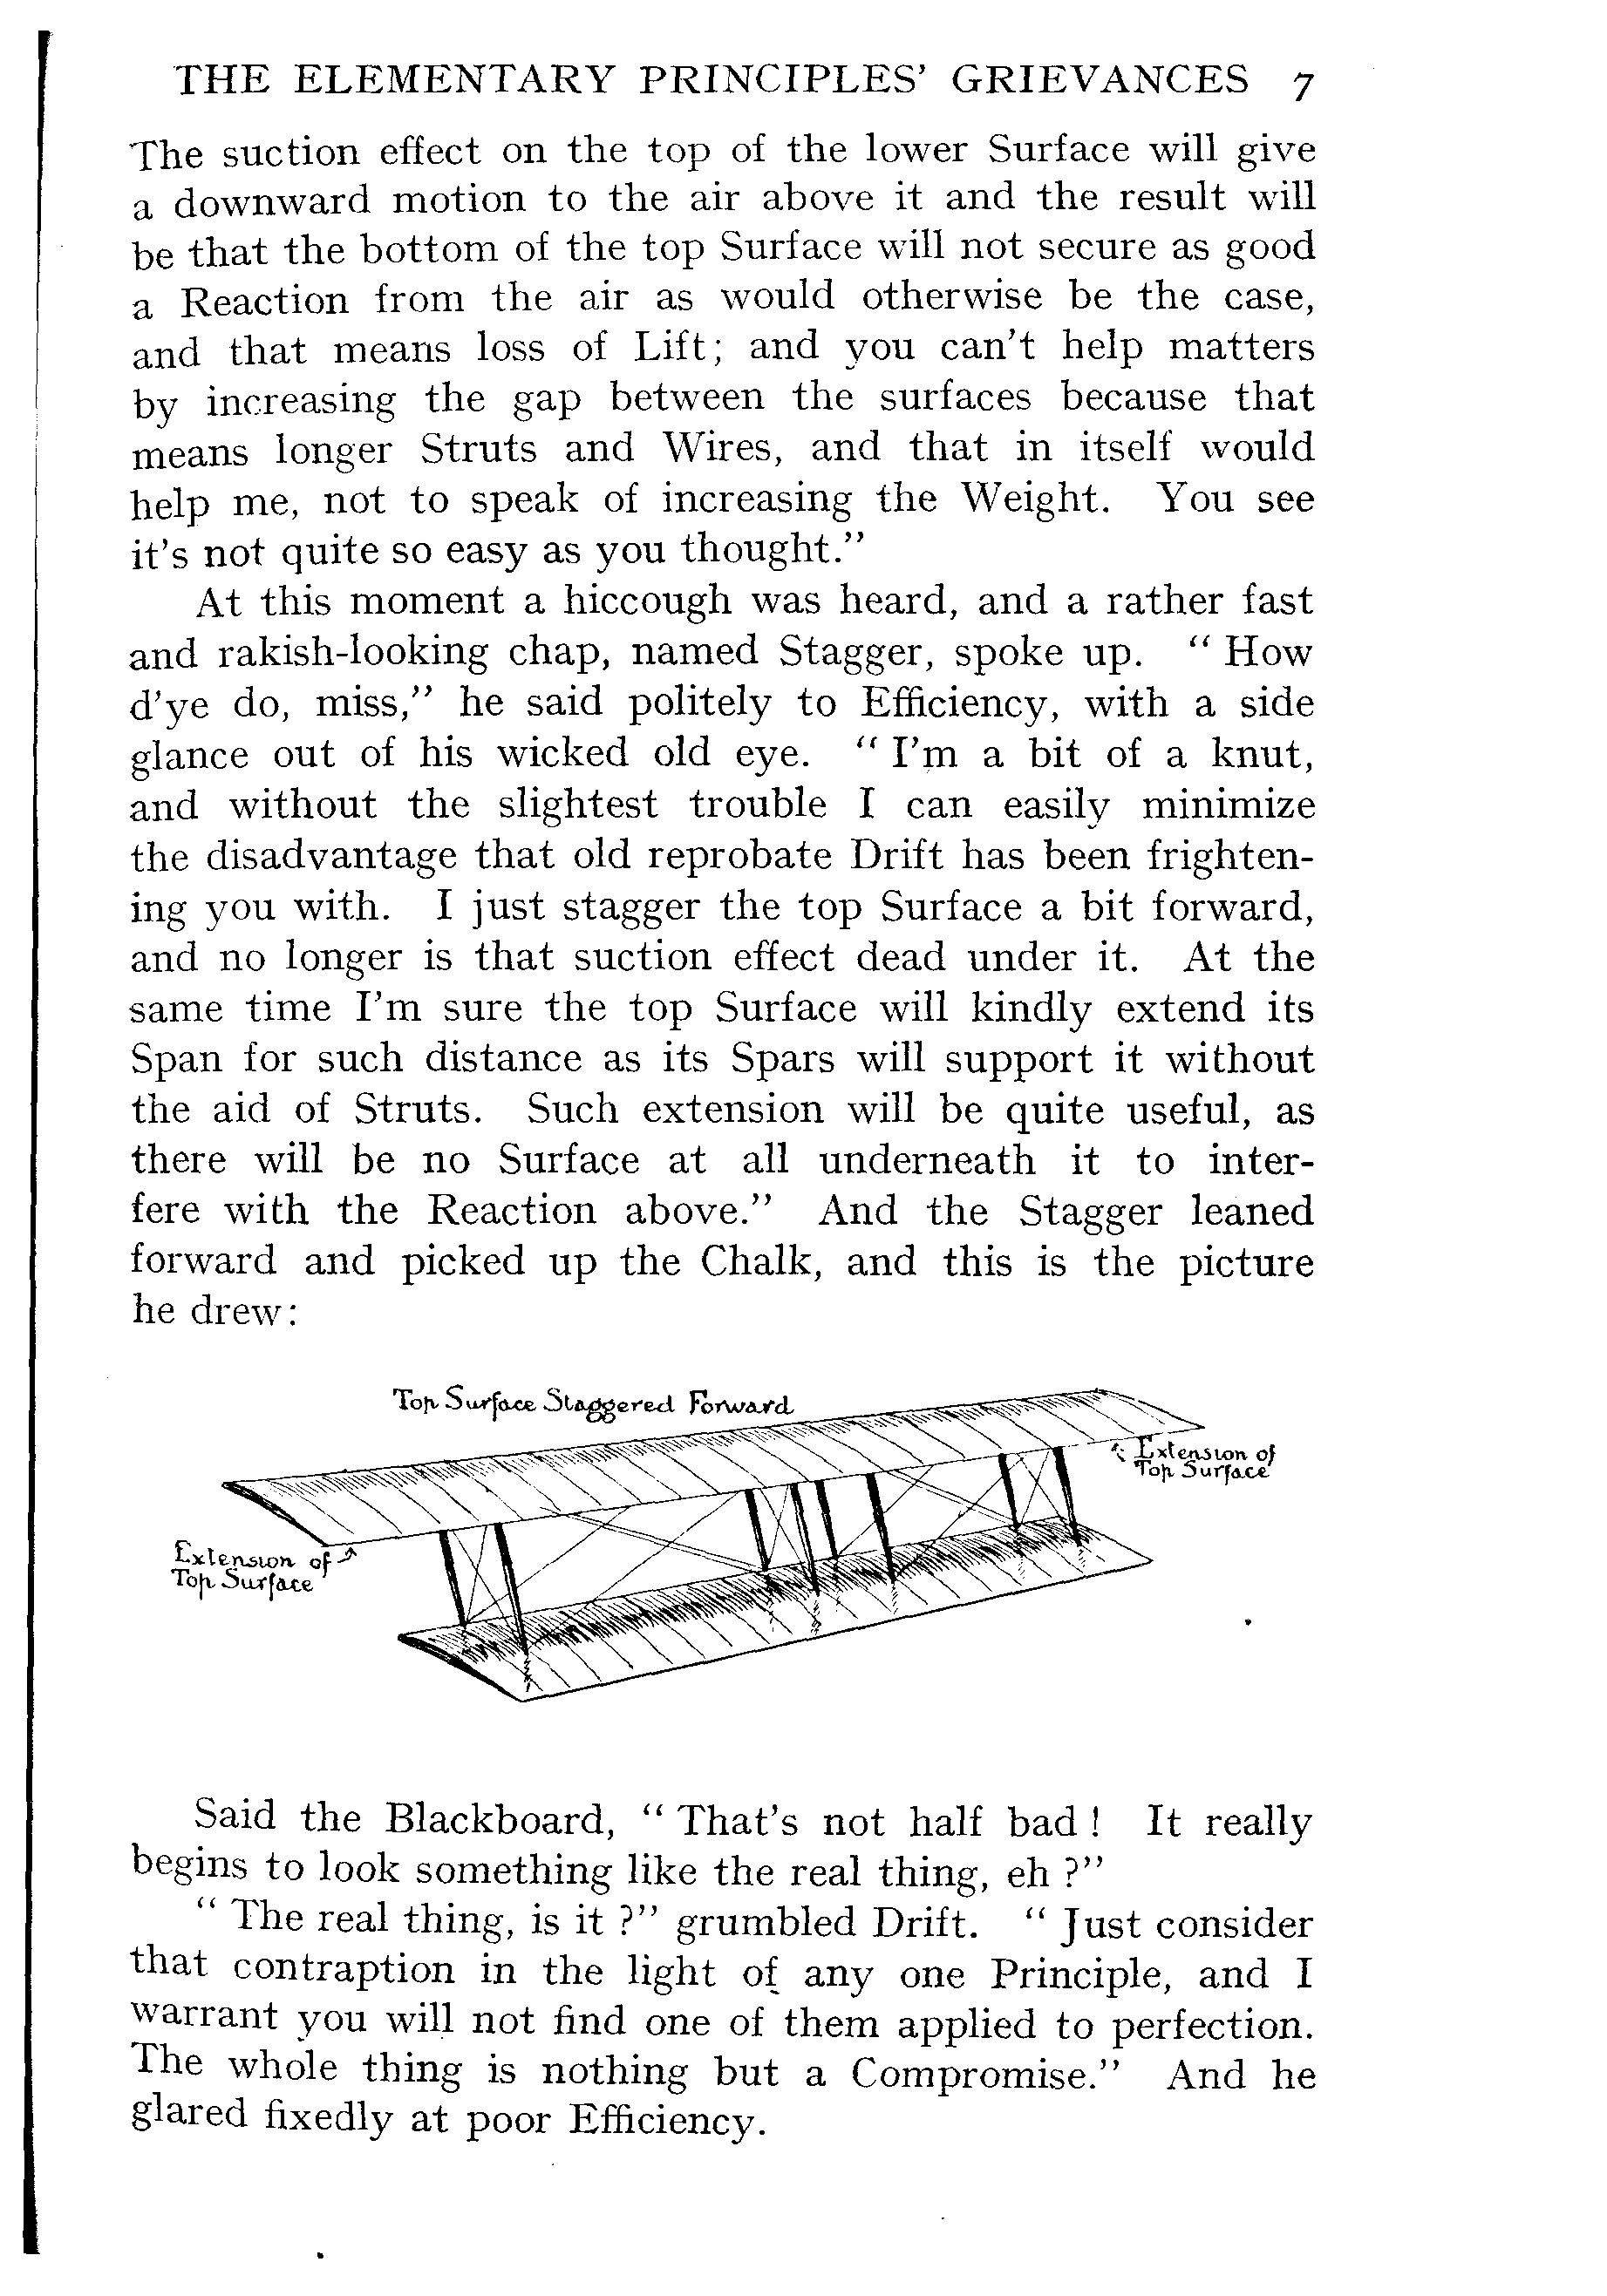 THE ELEMENTARY PRINCIPLES' GRIEVANCES 7
The suction effect on the top of the lower Surface will give
a downward motion to the air above it and the result will
be that the bottom of the top Surface will not secure as good
a Reaction from the air as would otherwise be the case,
and that means loss of Lift; and you can't help matters
by increasing the gap between the surfaces because that
means longer Struts and Wires, and that in itself would
help me, not to speak of increasing the Weight. You see
it's not quite so easy as you thought."
At this moment a hiccough was heard, and a rather fast
and rakish-looking chap, named Stagger, spoke up. "How
d'ye do, miss," he said politely to Efficiency, with a side
glance out of his wicked old eye. "I'm a bit of a knut,
and without the slightest trouble I can easily minimize
the disadvantage that old reprobate Drift has been frighten-
ing you with. I just stagger the top Surface a bit forward,
and no longer is that suction effect dead under it. At the
same time I'm sure the top Surface will kindly extend its
Span for such distance as its Spars will support it without
the aid of Struts. Such extension will be quite useful, as
there will be no Surface at all underneath it to inter-
fere with the Reaction above." And the Stagger leaned
forward and picked up the Chalk, and this is the picture
he drew:
Top Surface Staggered Forward
Extension of
Top Surface
Extension of
Top Surface
Said the Blackboard, "That's not half bad! It really
begins to look something like the real thing, eh?"
"The real thing, is it?" grumbled Drift. "Just consider
that contraption in the light of any one Principle, and I
warrant you will not find one of them applied to perfection.
The whole thing is nothing but a Compromise." And he
glared fixedly at poor Efficiency.